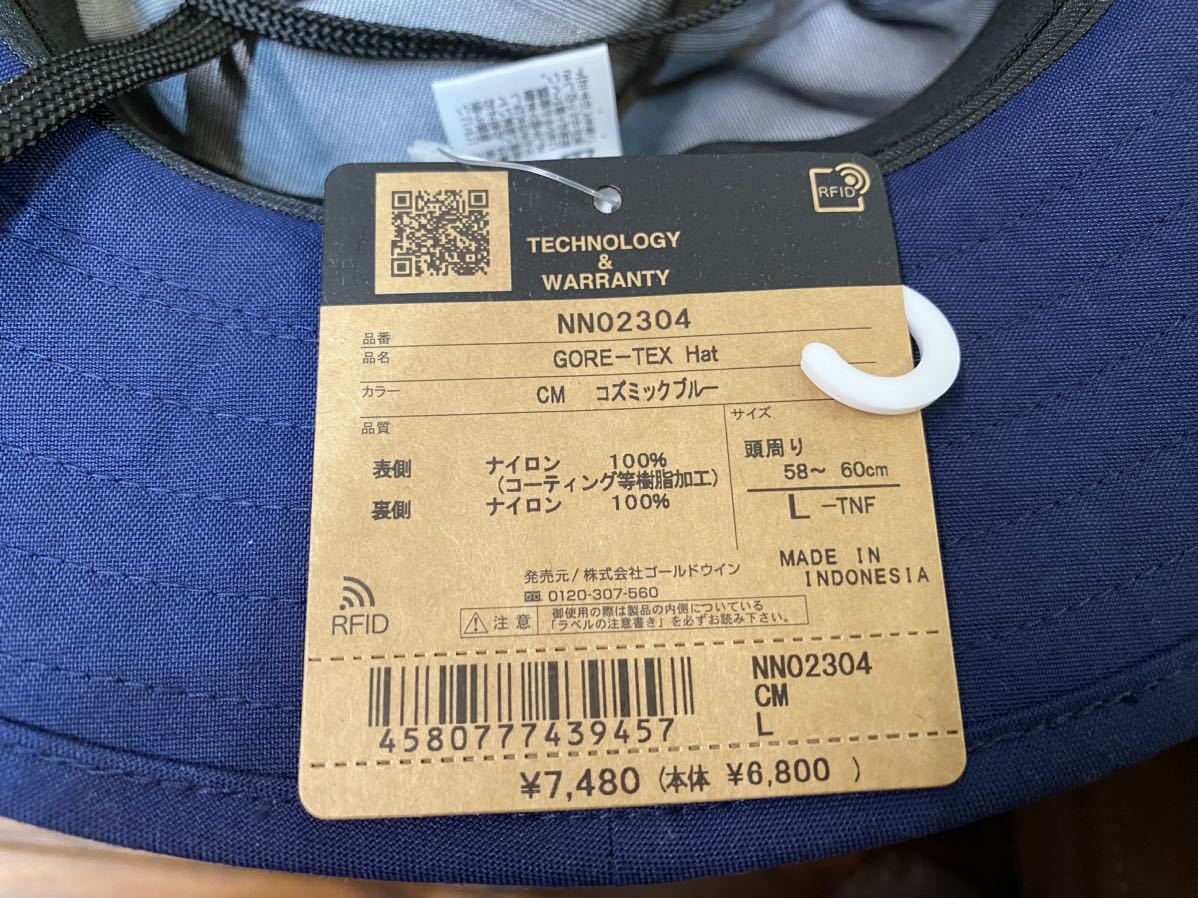 RFID
TECHNOLOGY
&
WARRANTY
品番 NN02304
品名 GORE-TEX Hat
カラー CM コズミックブルー
品質
表側 ナイロン 100%
(コーティング等樹脂加工)
裏側 ナイロン 100%
サイズ
頭周り
58~ 60cm
L -TNF
MADE IN
INDONESIA
発売元/株式会社ゴールドウイン
0120-307-560
RFID
注意
御使用の際は製品の内側についている
「ラベルの注意書き」を必ずお読み下さい。
4580777439457
NN02304
CM
L
¥7,480 (本体 ¥6,800 )